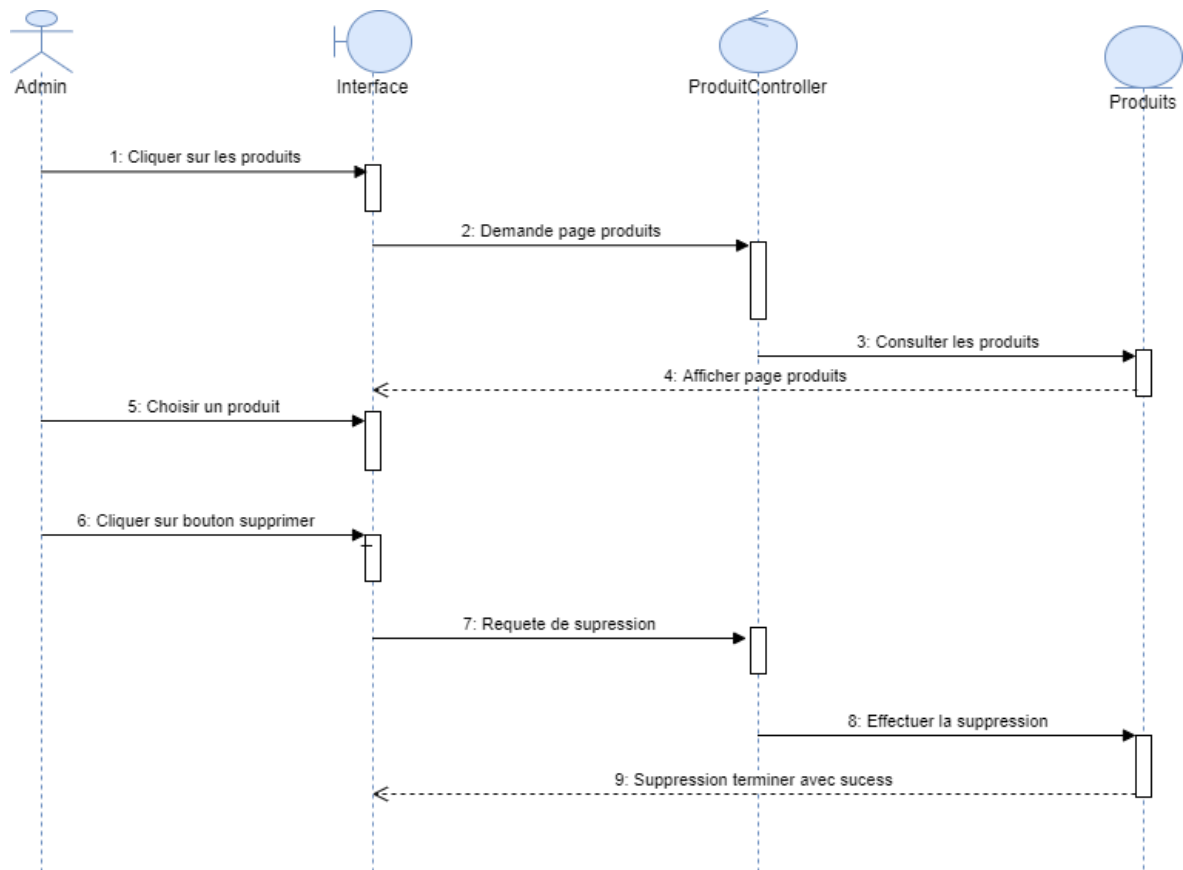 Admin
Interface
ProduitController
Produits
1: Cliquer sur les produits
2: Demande page produits
3: Consulter les produits
4: Afficher page produits
5: Choisir un produit
6: Cliquer sur bouton supprimer
7: Requete de supression
8: Effectuer la suppression
9: Suppression terminer avec sucess